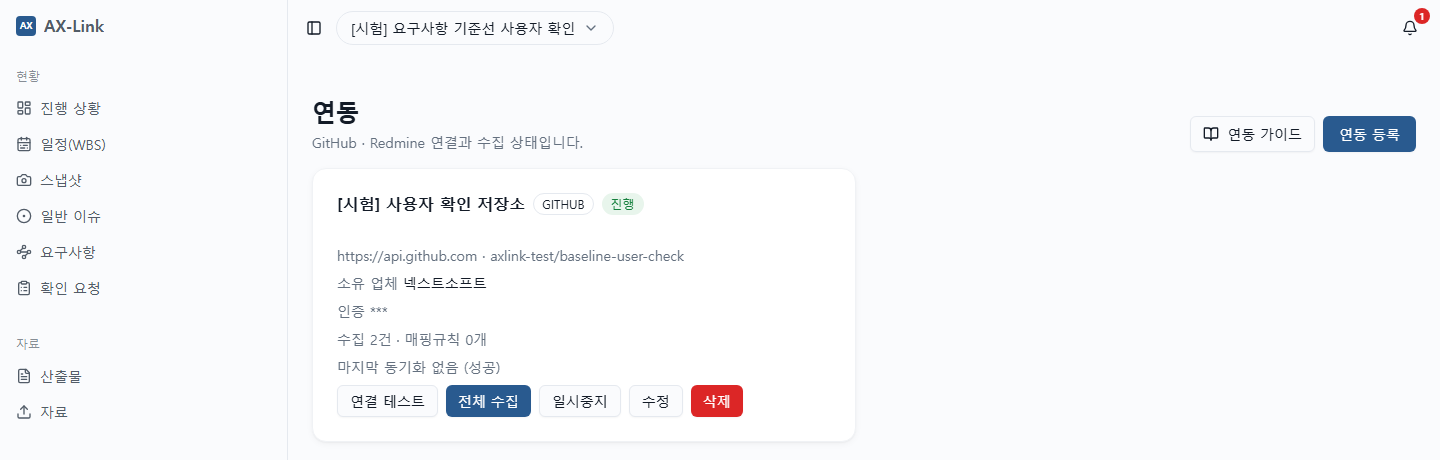 AX AX-Link
[시험] 요구사항 기준선 사용자 확인
1
현황
진행 상황
일정(WBS)
스냅샷
일반 이슈
요구사항
확인 요청
자료
산출물
자료
연동
GitHub · Redmine 연결과 수집 상태입니다.
연동 가이드
연동 등록
[시험] 사용자 확인 저장소 GITHUB 진행
https://api.github.com · axlink-test/baseline-user-check
소유 업체 넥스트소프트
인증 ***
수집 2건 · 매핑규칙 0개
마지막 동기화 없음 (성공)
연결 테스트 전체 수집 일시중지 수정 삭제